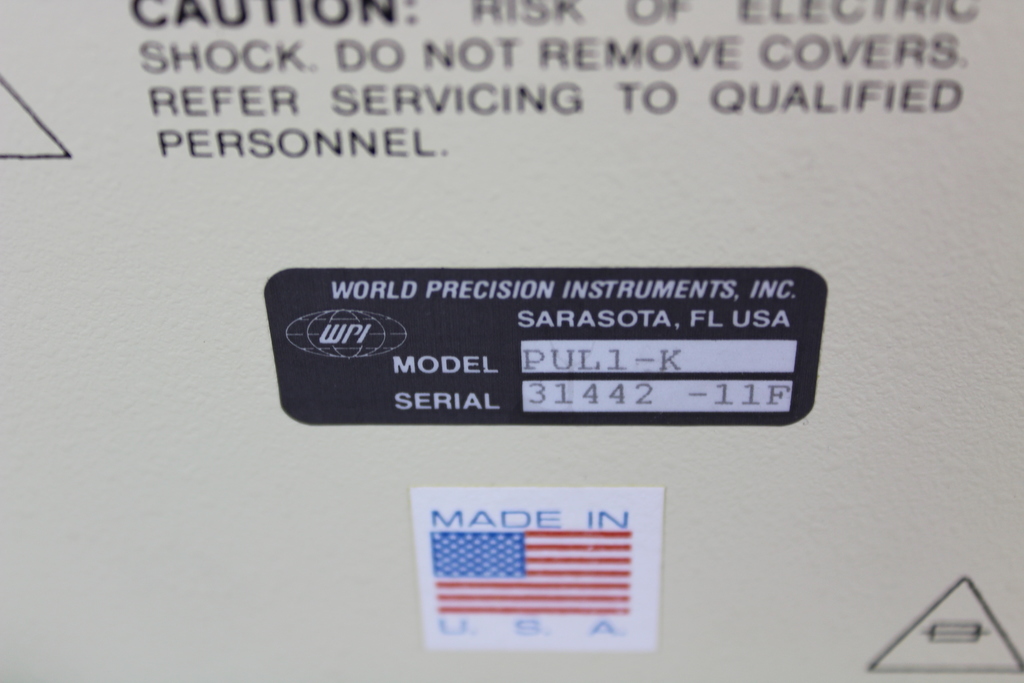 CAUTION: RISK OF ELECTRIC
SHOCK. DO NOT REMOVE COVERS.
REFER SERVICING TO QUALIFIED
PERSONNEL.
WORLD PRECISION INSTRUMENTS, INC.
SARASOTA, FL USA
WPI
MODEL PUL1-K
SERIAL 31442 -11F
MADE IN
U. S. A.